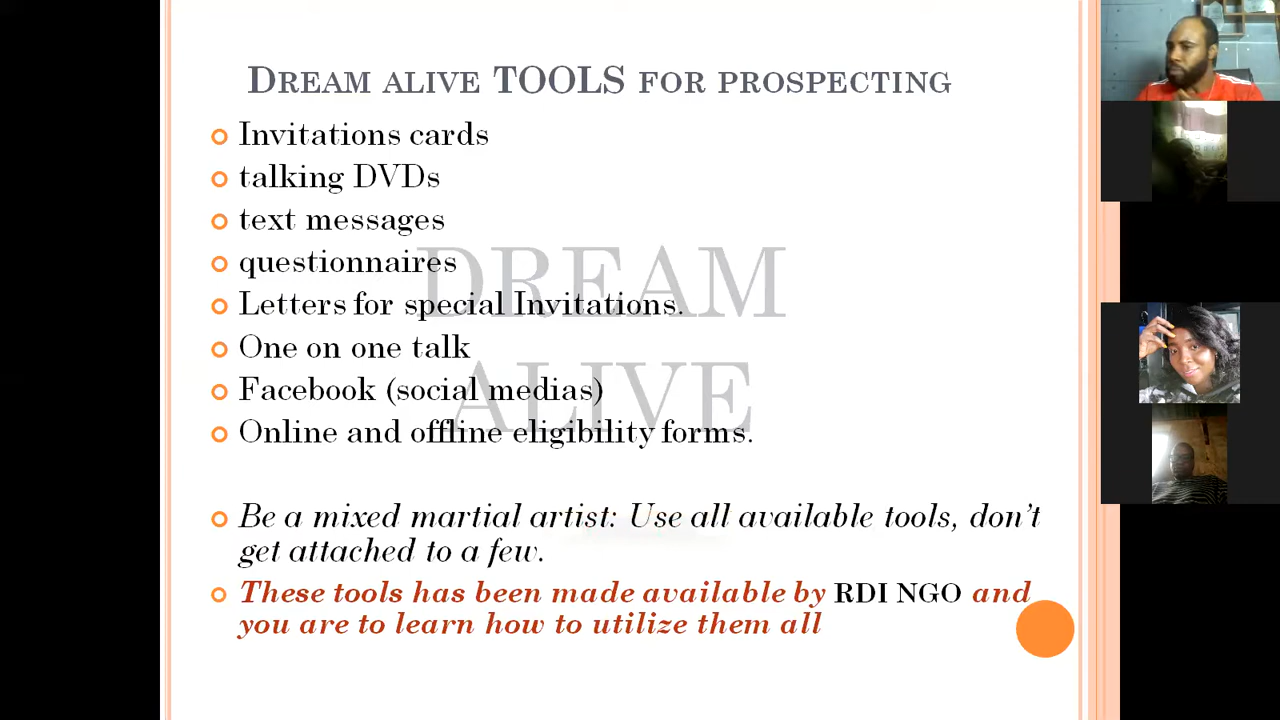 DREAM ALIVE TOOLS FOR PROSPECTING
Invitations cards
talking DVDs
text messages
questionnaires
Letters for special Invitations.
One on one talk
Facebook (social medias)
Online and offline eligibility forms.
DREAM
ALIVE
Be a mixed martial artist: Use all available tools, don't
get attached to a few.
These tools has been made available by RDI NGO and
you are to learn how to utilize them all